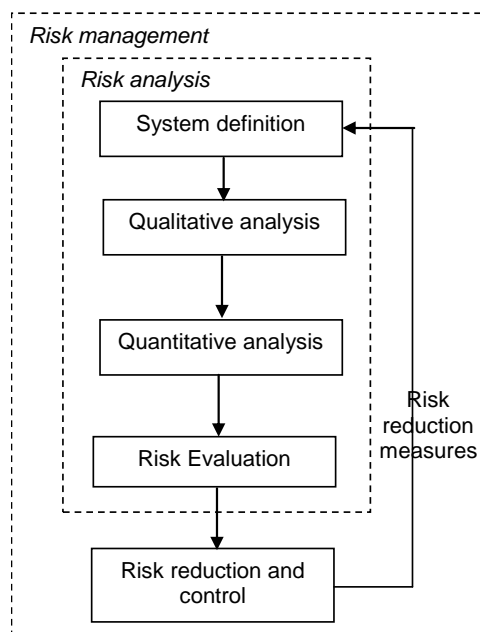 Risk management
Risk analysis
System definition
Qualitative analysis
Quantitative analysis
Risk
reduction
measures
Risk Evaluation
Risk reduction and
control